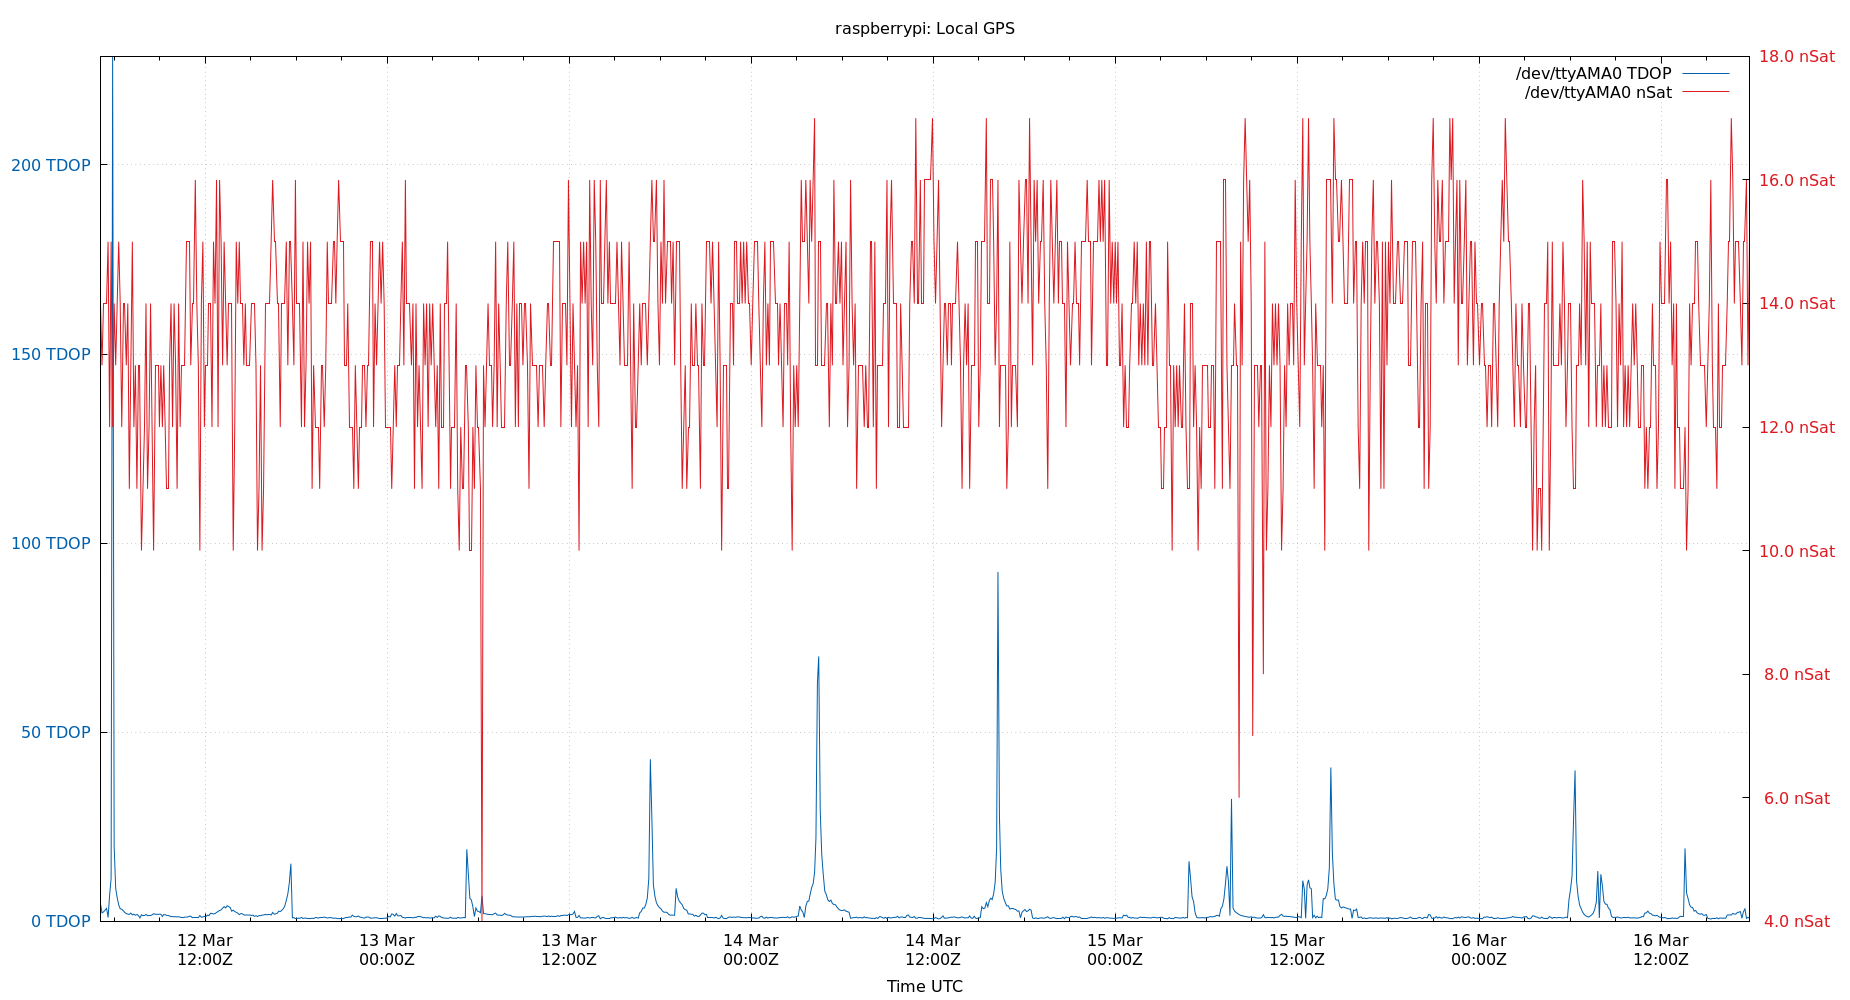 raspberrypi: Local GPS
/dev/ttyAMA0 TDOP
/dev/ttyAMA0 nSat
200 TDOP
150 TDOP
100 TDOP
50 TDOP
0 TDOP
18.0 nSat
16.0 nSat
14.0 nSat
12.0 nSat
10.0 nSat
8.0 nSat
6.0 nSat
4.0 nSat
12 Mar
12:00Z
13 Mar
00:00Z
13 Mar
12:00Z
14 Mar
00:00Z
14 Mar
12:00Z
15 Mar
00:00Z
15 Mar
12:00Z
16 Mar
00:00Z
16 Mar
12:00Z
Time UTC